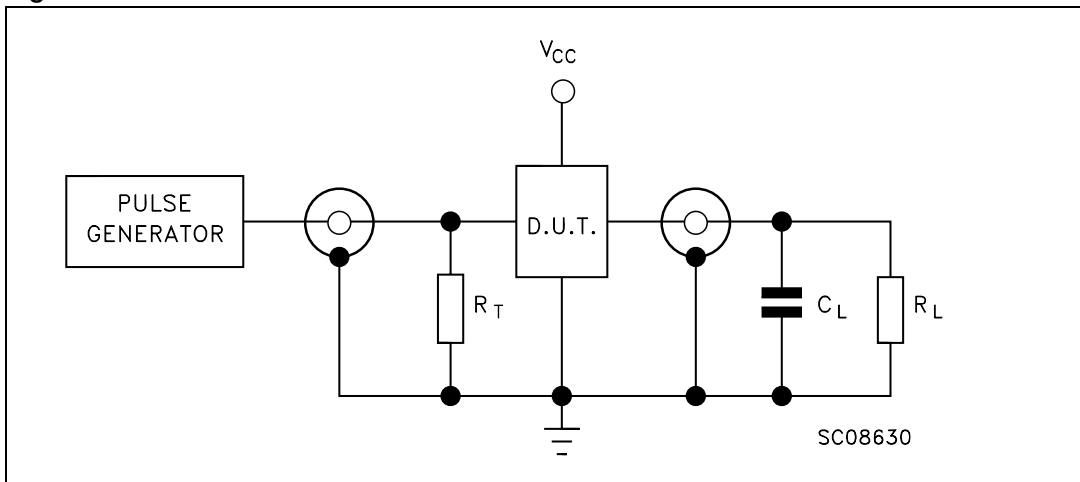 VCC
PULSE
GENERATOR
D.U.T.
RT
CL
RL
SC08630